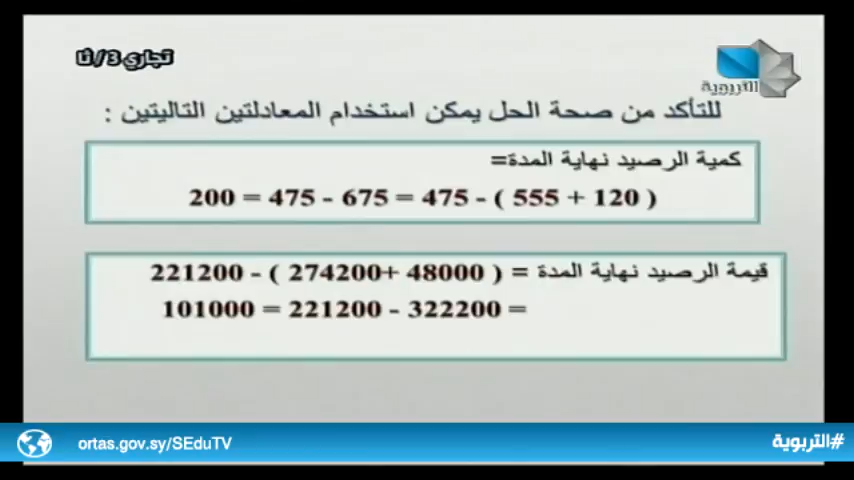 تجاري 3/ثا
التربوية
للتأكد من صحة الحل يمكن استخدام المعادلتين التاليتين :
كمية الرصيد نهاية المدة=
200 = 475 - 675 = 475 - ( 555 + 120 )
قيمة الرصيد نهاية المدة = ( 48000 +274200 ) - 221200
101000 = 221200 - 322200 =
ortas.gov.sy/SEduTV
#التربوية